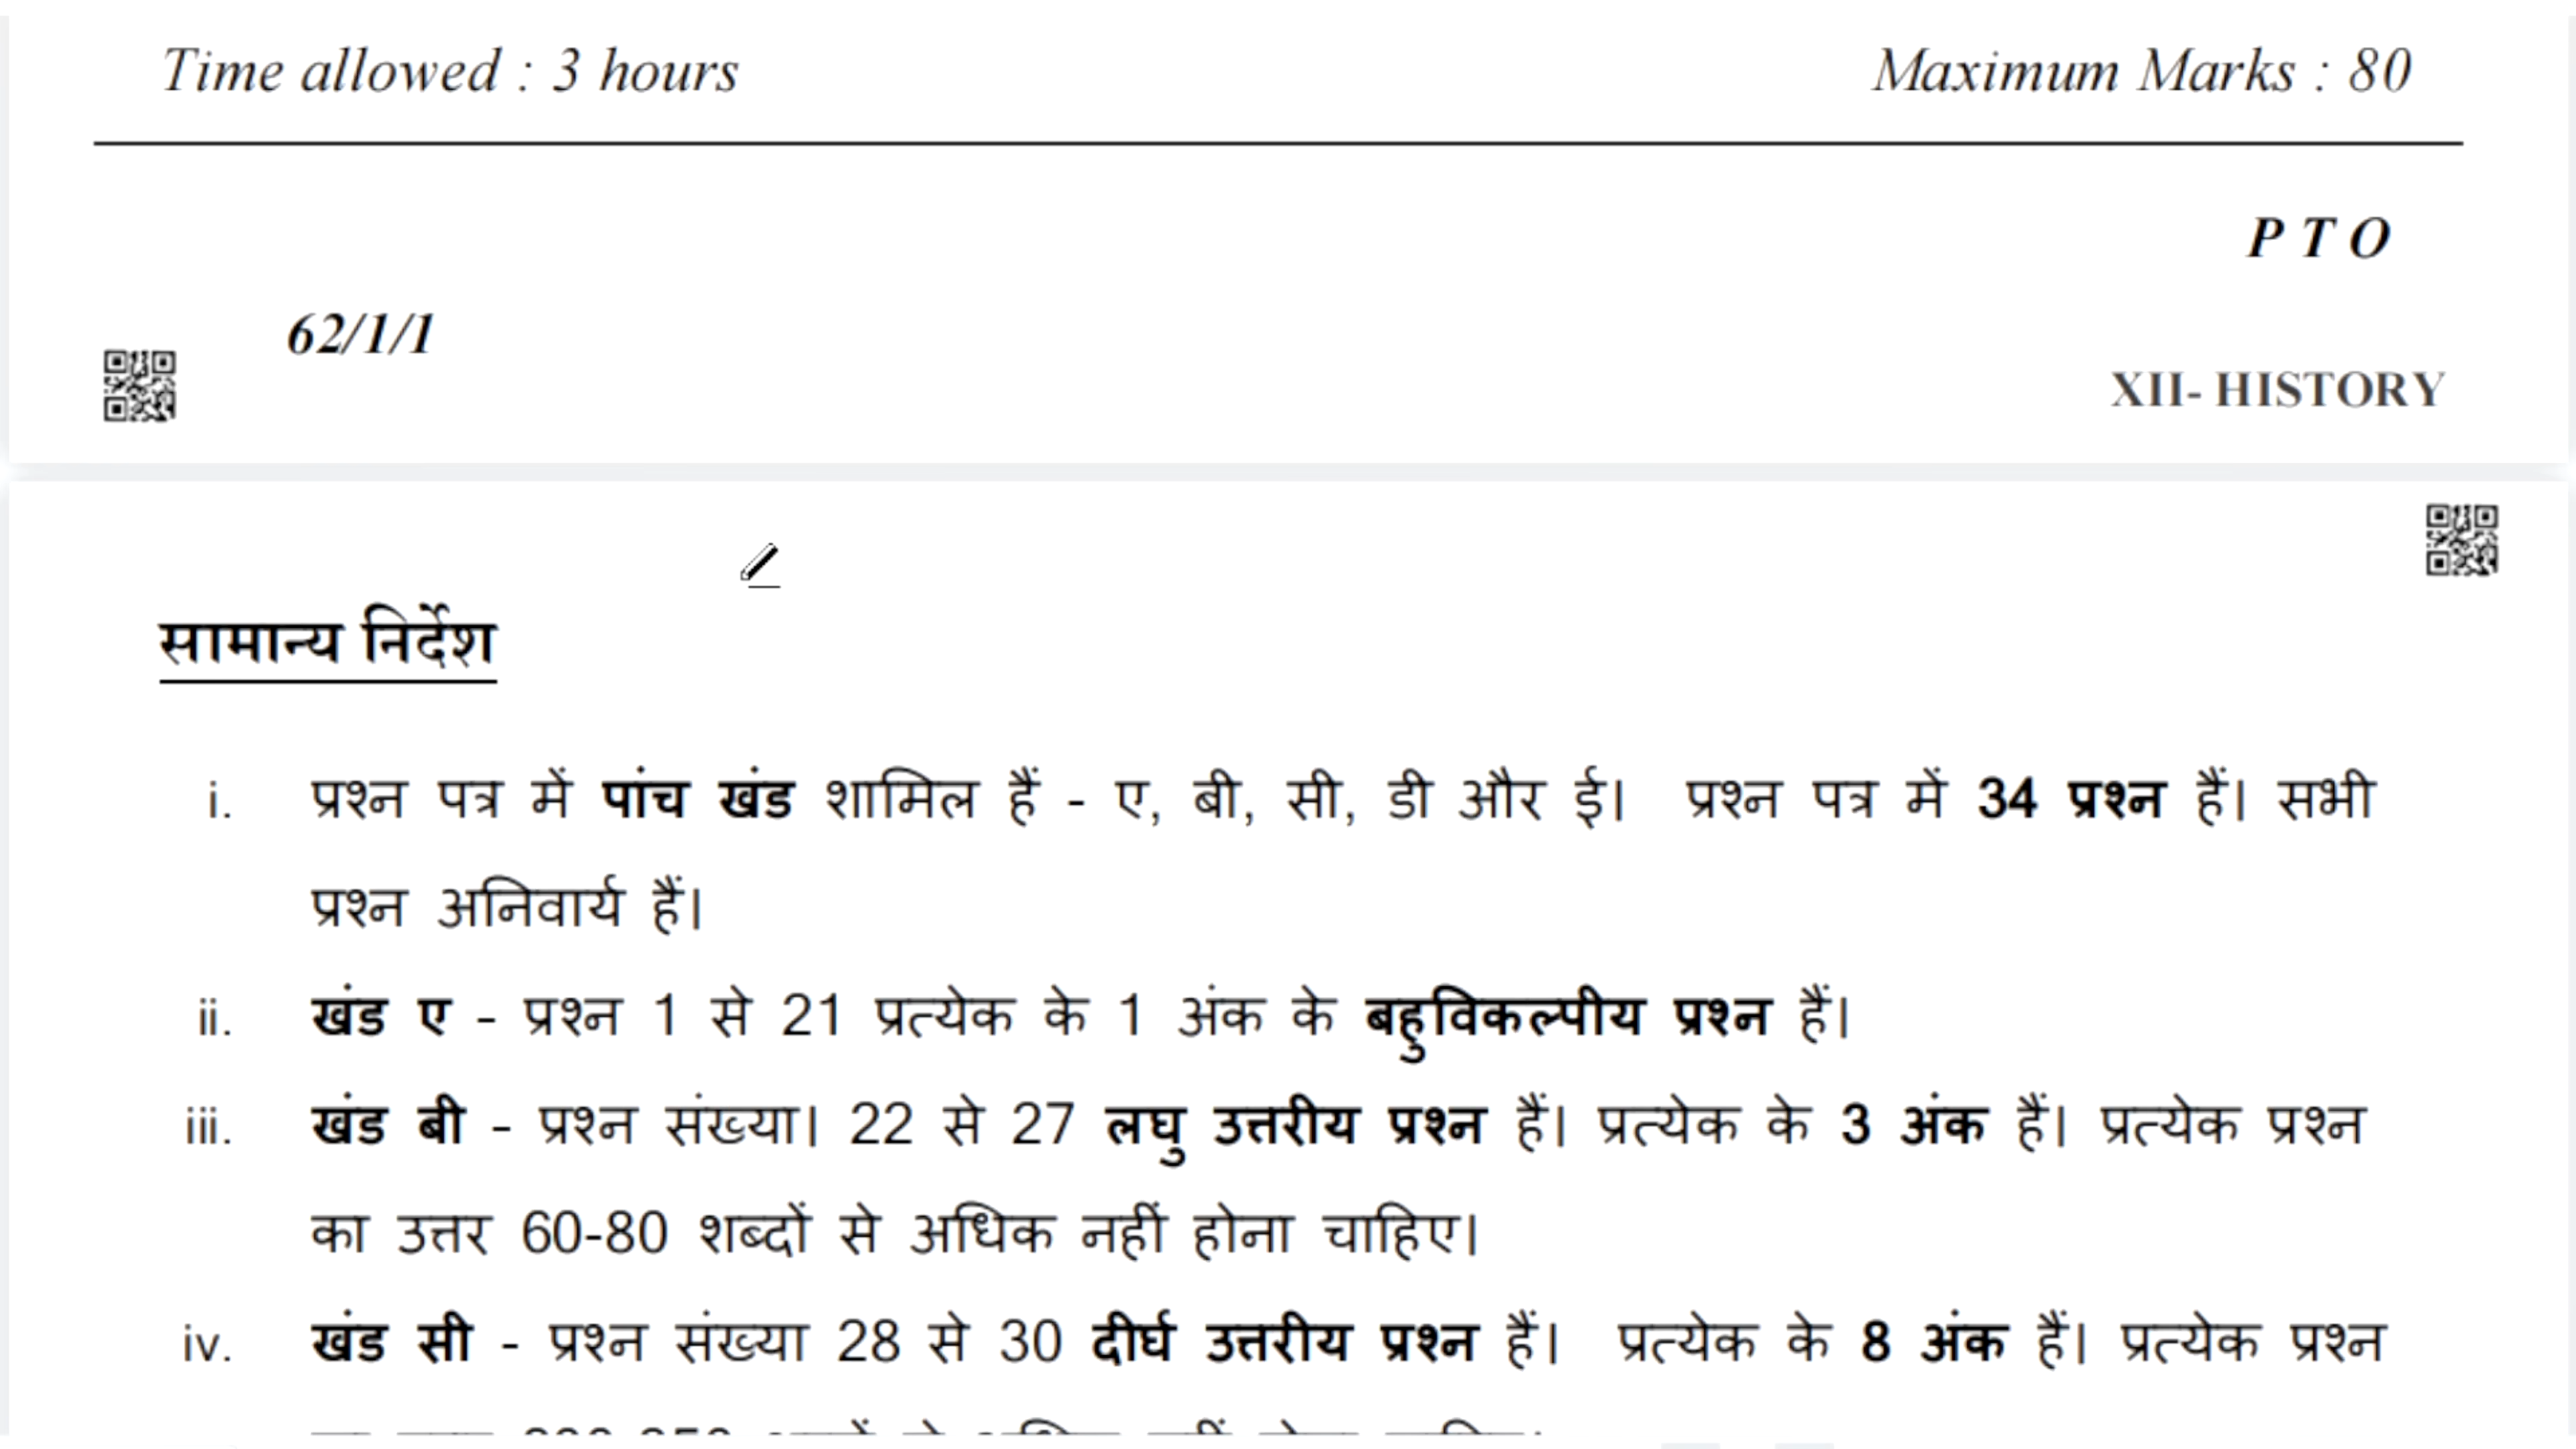 Time allowed : 3 hours Maximum Marks : 80
P T O
62/1/1
XII- HISTORY
सामान्य निर्देश
i. प्रश्न पत्र में पांच खंड शामिल हैं - ए, बी, सी, डी और ई। प्रश्न पत्र में 34 प्रश्न हैं। सभी
प्रश्न अनिवार्य हैं।
ii. खंड ए - प्रश्न 1 से 21 प्रत्येक के 1 अंक के बहुविकल्पीय प्रश्न हैं।
iii. खंड बी - प्रश्न संख्या। 22 से 27 लघु उत्तरीय प्रश्न हैं। प्रत्येक के 3 अंक हैं। प्रत्येक प्रश्न
का उत्तर 60-80 शब्दों से अधिक नहीं होना चाहिए।
iv. खंड सी - प्रश्न संख्या 28 से 30 दीर्घ उत्तरीय प्रश्न हैं। प्रत्येक के 8 अंक हैं। प्रत्येक प्रश्न